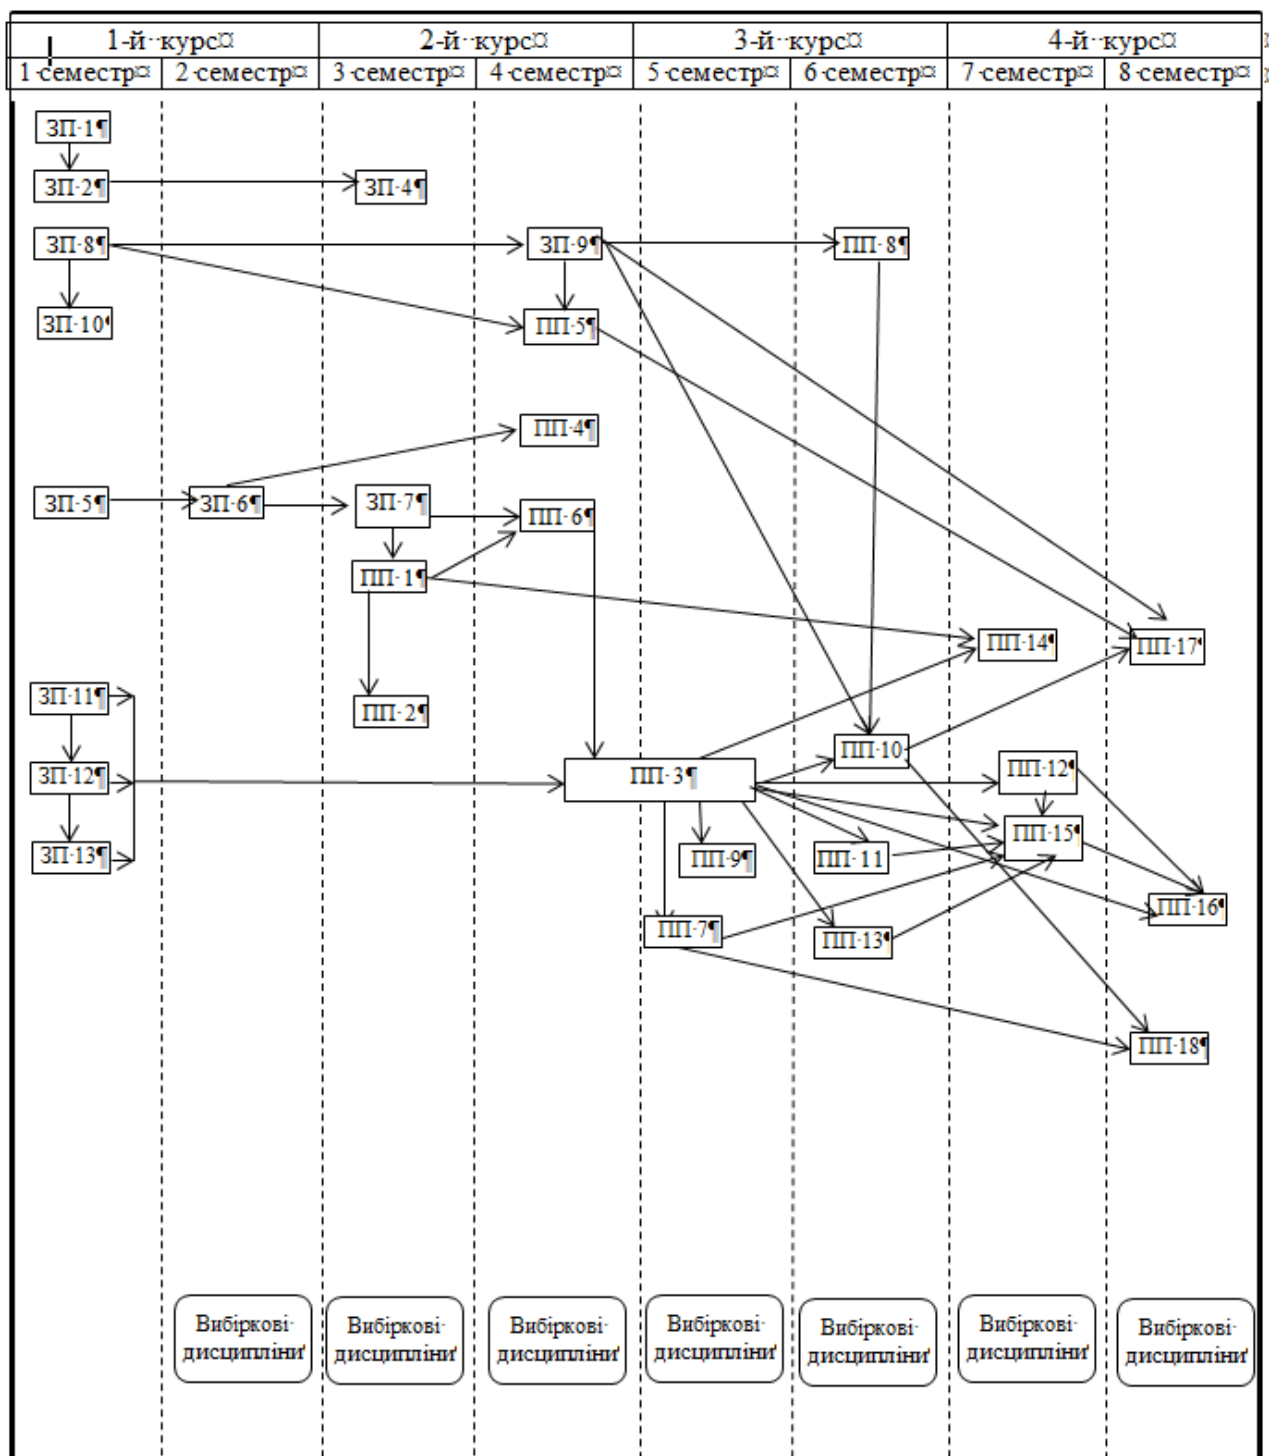 1-й··курс¤ 2-й··курс¤ 3-й··курс¤ 4-й··курс¤
1·семестр¤ 2·семестр¤ 3·семестр¤ 4·семестр¤ 5·семестр¤ 6·семестр¤ 7·семестр¤ 8·семестр¤
ЗП·1¶
ЗП·2¶ ЗП·4¶
ЗП·8¶ ЗП·9¶ ПП·8¶
ЗП·10¶ ПП·5¶
ПП·4¶
ЗП·5¶ ЗП·6¶ ЗП·7¶ ПП·6¶
ПП·1¶
ПП·14¶ ПП·17¶
ЗП·11¶ ПП·2¶
ПП·10
ЗП·12¶ ПП·3¶ ПП·12¶
ПП·15¶
ЗП·13¶ ПП·9¶ ПП·11
ПП·16¶
ПП·7¶ ПП·13¶
ПП·18¶
Вибіркові· Вибіркові· Вибіркові· Вибіркові· Вибіркові· Вибіркові· Вибіркові·
дисципліни¶ дисципліни¶ дисципліни¶ дисципліни¶ дисципліни¶ дисципліни¶ дисципліни¶